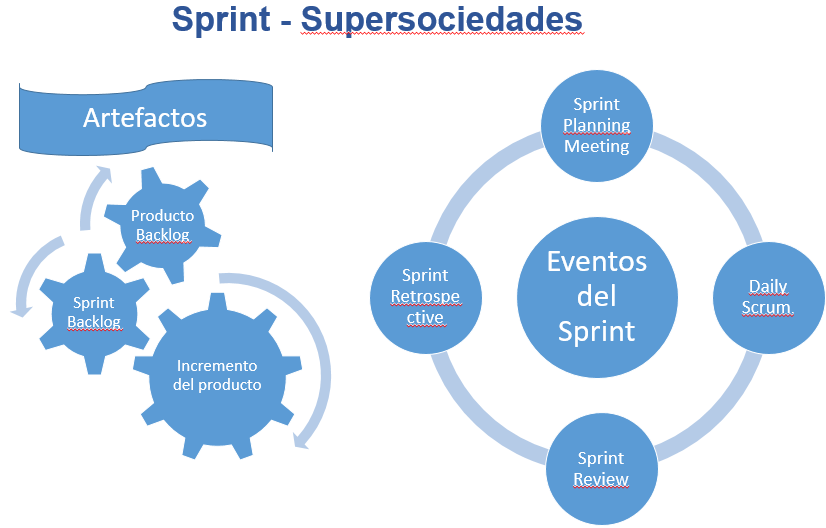 Sprint - Supersociedades
Artefactos
Producto
Backlog
Sprint
Backlog
Incremento
del producto
Sprint
Planning
Meeting
Eventos
del
Sprint
Daily
Scrum.
Sprint
Review
Sprint
Retrospe
ctive